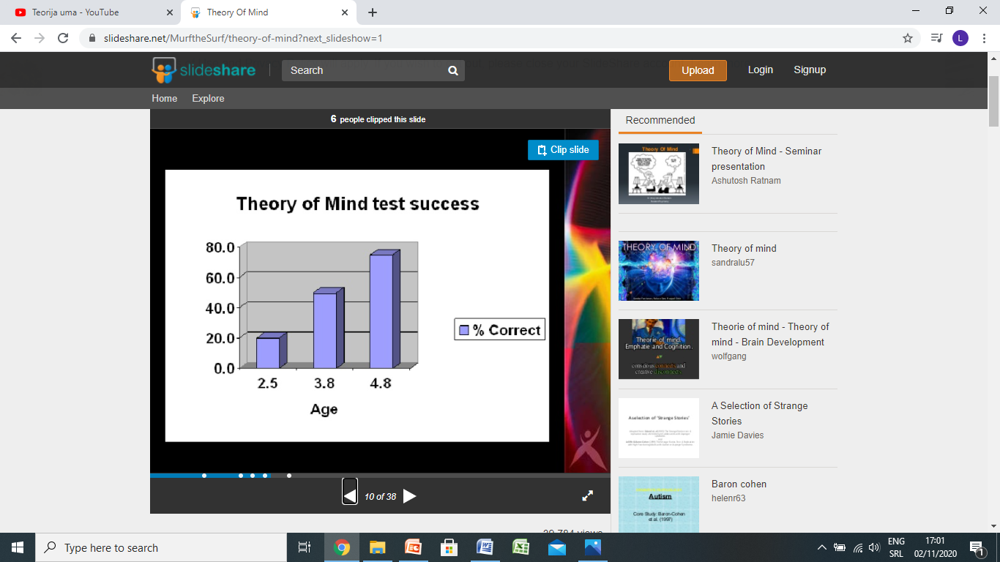 Teorija uma - YouTube
Theory Of Mind
slideshare.net/MurftheSurf/theory-of-mind?next_slideshow=1
L
slideshare
Search
Upload
Login
Signup
Home
Explore
6 people clipped this slide
Clip slide
Theory of Mind test success
80.0
60.0
40.0
20.0
0.0
2.5
3.8
4.8
Age
% Correct
10 of 38
Recommended
Theory Of Mind
Theory of Mind - Seminar
presentation
Ashutosh Ratnam
THEORY OF MIND
Theory of mind
sandralu57
Theorie of mind
Emphatie and Cognition.
conscious connects and
creative disconnects
Theorie of mind - Theory of
mind - Brain Development
wolfgang
A selection of 'Strange Stories'
A Selection of Strange
Stories
Jamie Davies
Autism
Core Study: Baron-Cohen
et al. (1997)
Baron cohen
helenr63
Type here to search
ENG
SRL
17:01
02/11/2020
1